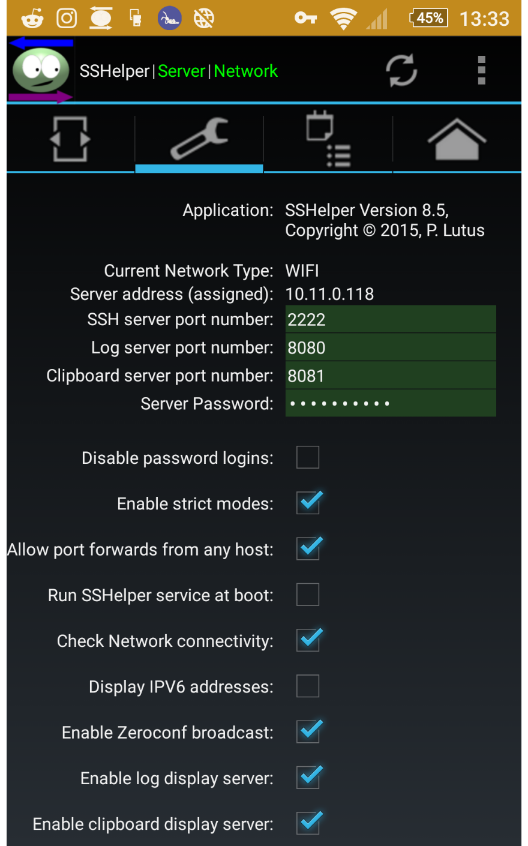 45% 13:33
SSHelper|Server|Network
Application: SSHelper Version 8.5,
Copyright © 2015, P. Lutus
Current Network Type: WIFI
Server address (assigned): 10.11.0.118
SSH server port number: 2222
Log server port number: 8080
Clipboard server port number: 8081
Server Password: ••••••••••
Disable password logins:
Enable strict modes:
Allow port forwards from any host:
Run SSHelper service at boot:
Check Network connectivity:
Display IPV6 addresses:
Enable Zeroconf broadcast:
Enable log display server:
Enable clipboard display server: